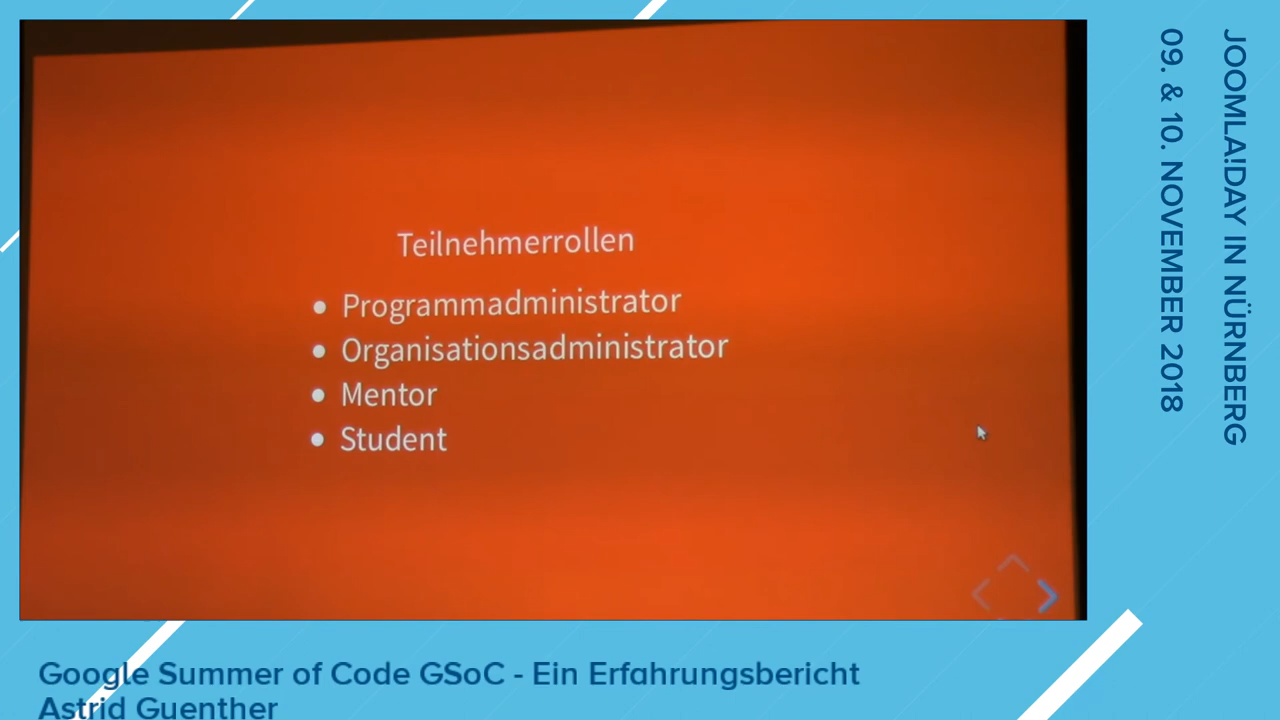 Teilnehmerrollen
Programmadministrator
Organisationsadministrator
Mentor
Student
JOOMLA!DAY IN NÜRNBERG
09. & 10. NOVEMBER 2018
Google Summer of Code GSoC - Ein Erfahrungsbericht
Astrid Guenther